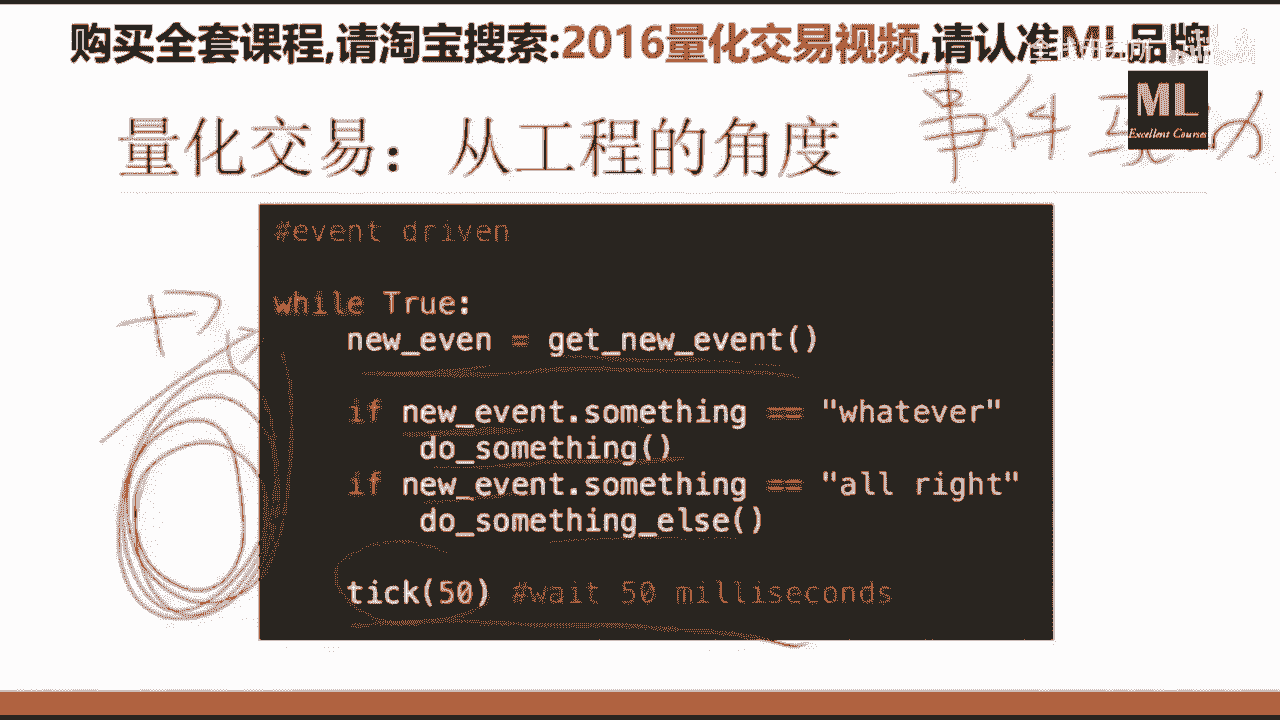 购买全套课程,请淘宝搜索:2016量化交易视频,请认准ML品牌
ML
Excellent Courses
事件驱动
量化交易: 从工程的角度
#event driven
while True:
new_even = get_new_event()
if new_event.something == "whatever"
do_something()
if new_event.something == "all right"
do_something_else()
tick(50) #wait 50 milliseconds